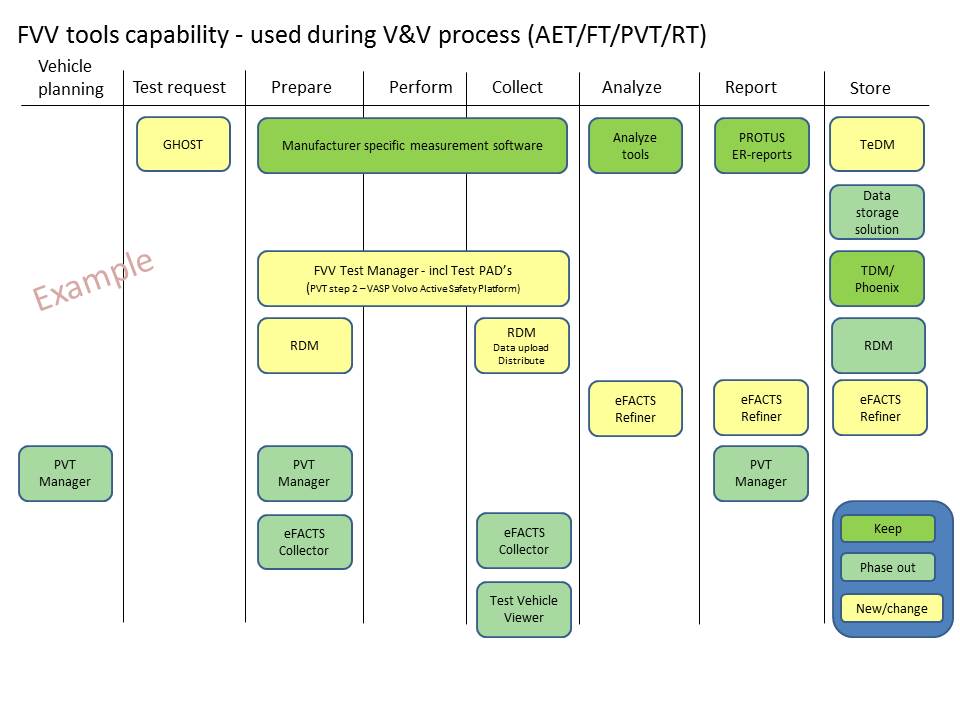 FVV tools capability - used during V&V process (AET/FT/PVT/RT)
Vehicle
planning
Test request
Prepare
Perform
Collect
Analyze
Report
Store
GHOST
Manufacturer specific measurement software
Analyze
tools
PROTUS
ER-reports
TeDM
Data
storage
solution
Example
FVV Test Manager - incl Test PAD's
(PVT step 2 – VASP Volvo Active Safety Platform)
TDM/
Phoenix
RDM
RDM
Data upload
Distribute
RDM
eFACTS
Refiner
eFACTS
Refiner
eFACTS
Refiner
PVT
Manager
PVT
Manager
PVT
Manager
eFACTS
Collector
eFACTS
Collector
Test Vehicle
Viewer
Keep
Phase out
New/change